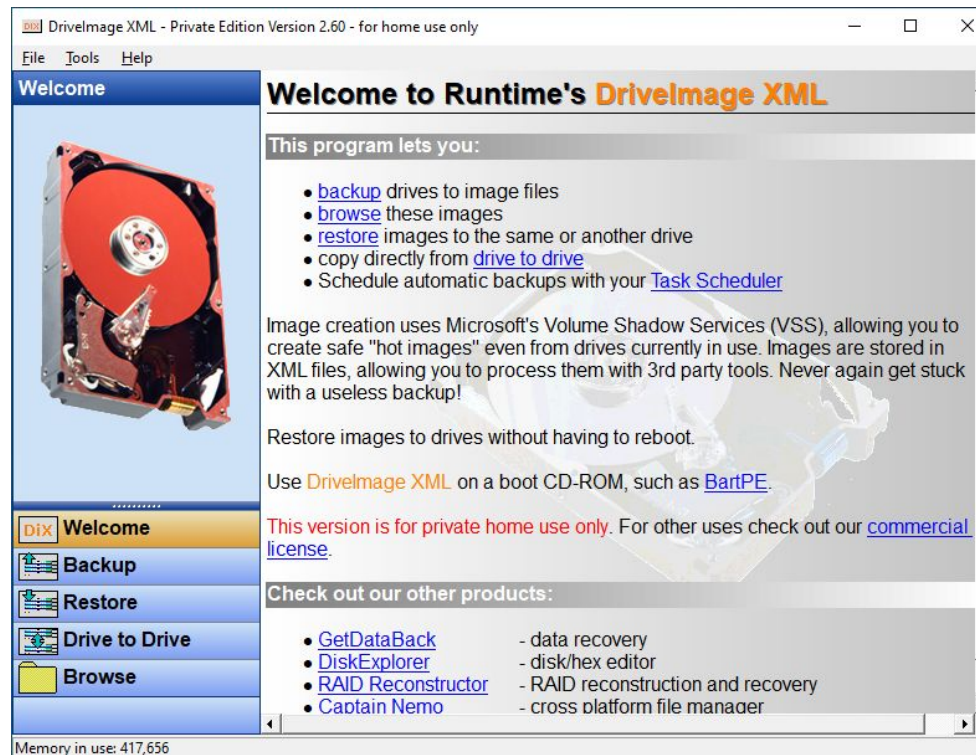 DriveImage XML - Private Edition Version 2.60 - for home use only
File Tools Help
Welcome
Welcome to Runtime's DriveImage XML
This program lets you:
• backup drives to image files
• browse these images
• restore images to the same or another drive
• copy directly from drive to drive
• Schedule automatic backups with your Task Scheduler
Image creation uses Microsoft's Volume Shadow Services (VSS), allowing you to
create safe "hot images" even from drives currently in use. Images are stored in
XML files, allowing you to process them with 3rd party tools. Never again get stuck
with a useless backup!
Restore images to drives without having to reboot.
Use DriveImage XML on a boot CD-ROM, such as BartPE.
This version is for private home use only. For other uses check out our commercial
license.
Check out our other products:
• GetDataBack - data recovery
• DiskExplorer - disk/hex editor
• RAID Reconstructor - RAID reconstruction and recovery
• Captain Nemo - cross platform file manager
DiX Welcome
Backup
Restore
Drive to Drive
Browse
Memory in use: 417,656